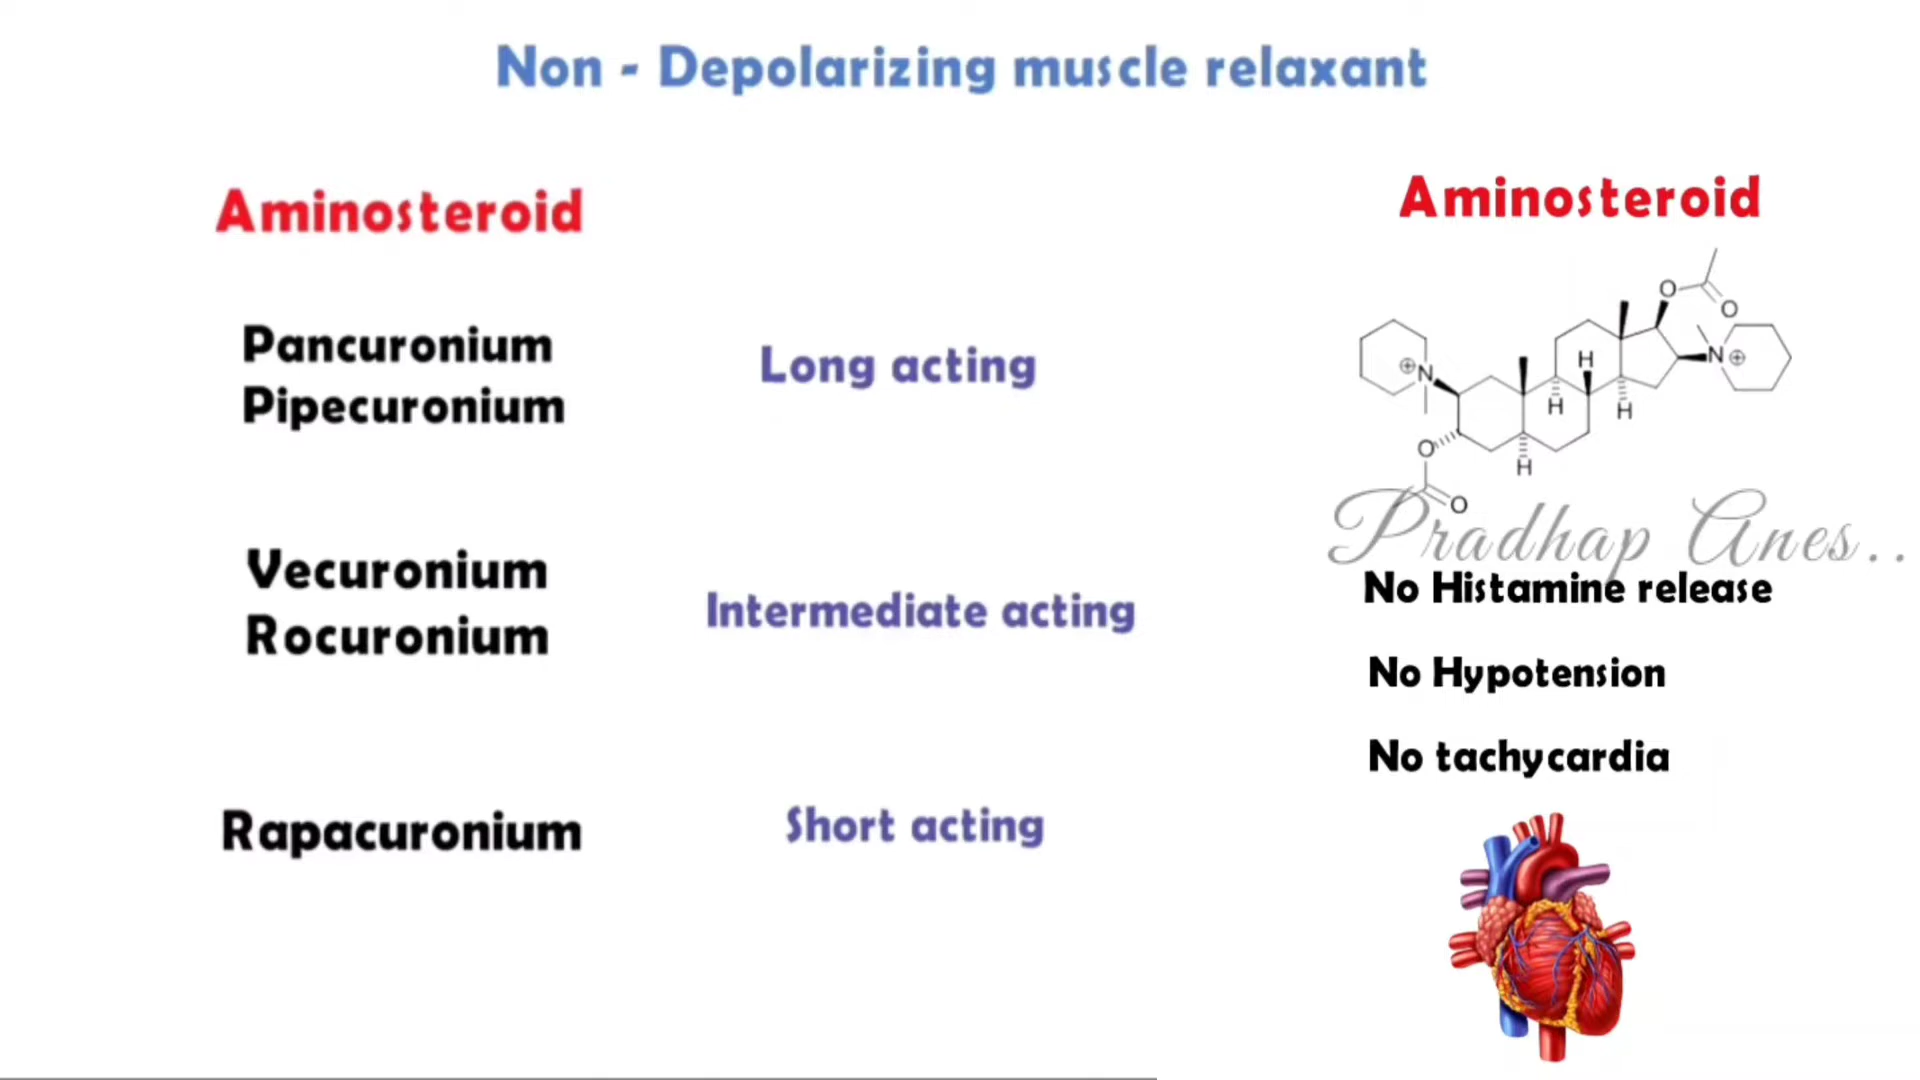 Non - Depolarizing muscle relaxant
Aminosteroid
Pancuronium
Pipecuronium
Long acting
Vecuronium
Rocuronium
Intermediate acting
Rapacuronium
Short acting
Aminosteroid
O
O
N
H
N
H
H
O
H
O
Pradhap Anes..
No Histamine release
No Hypotension
No tachycardia